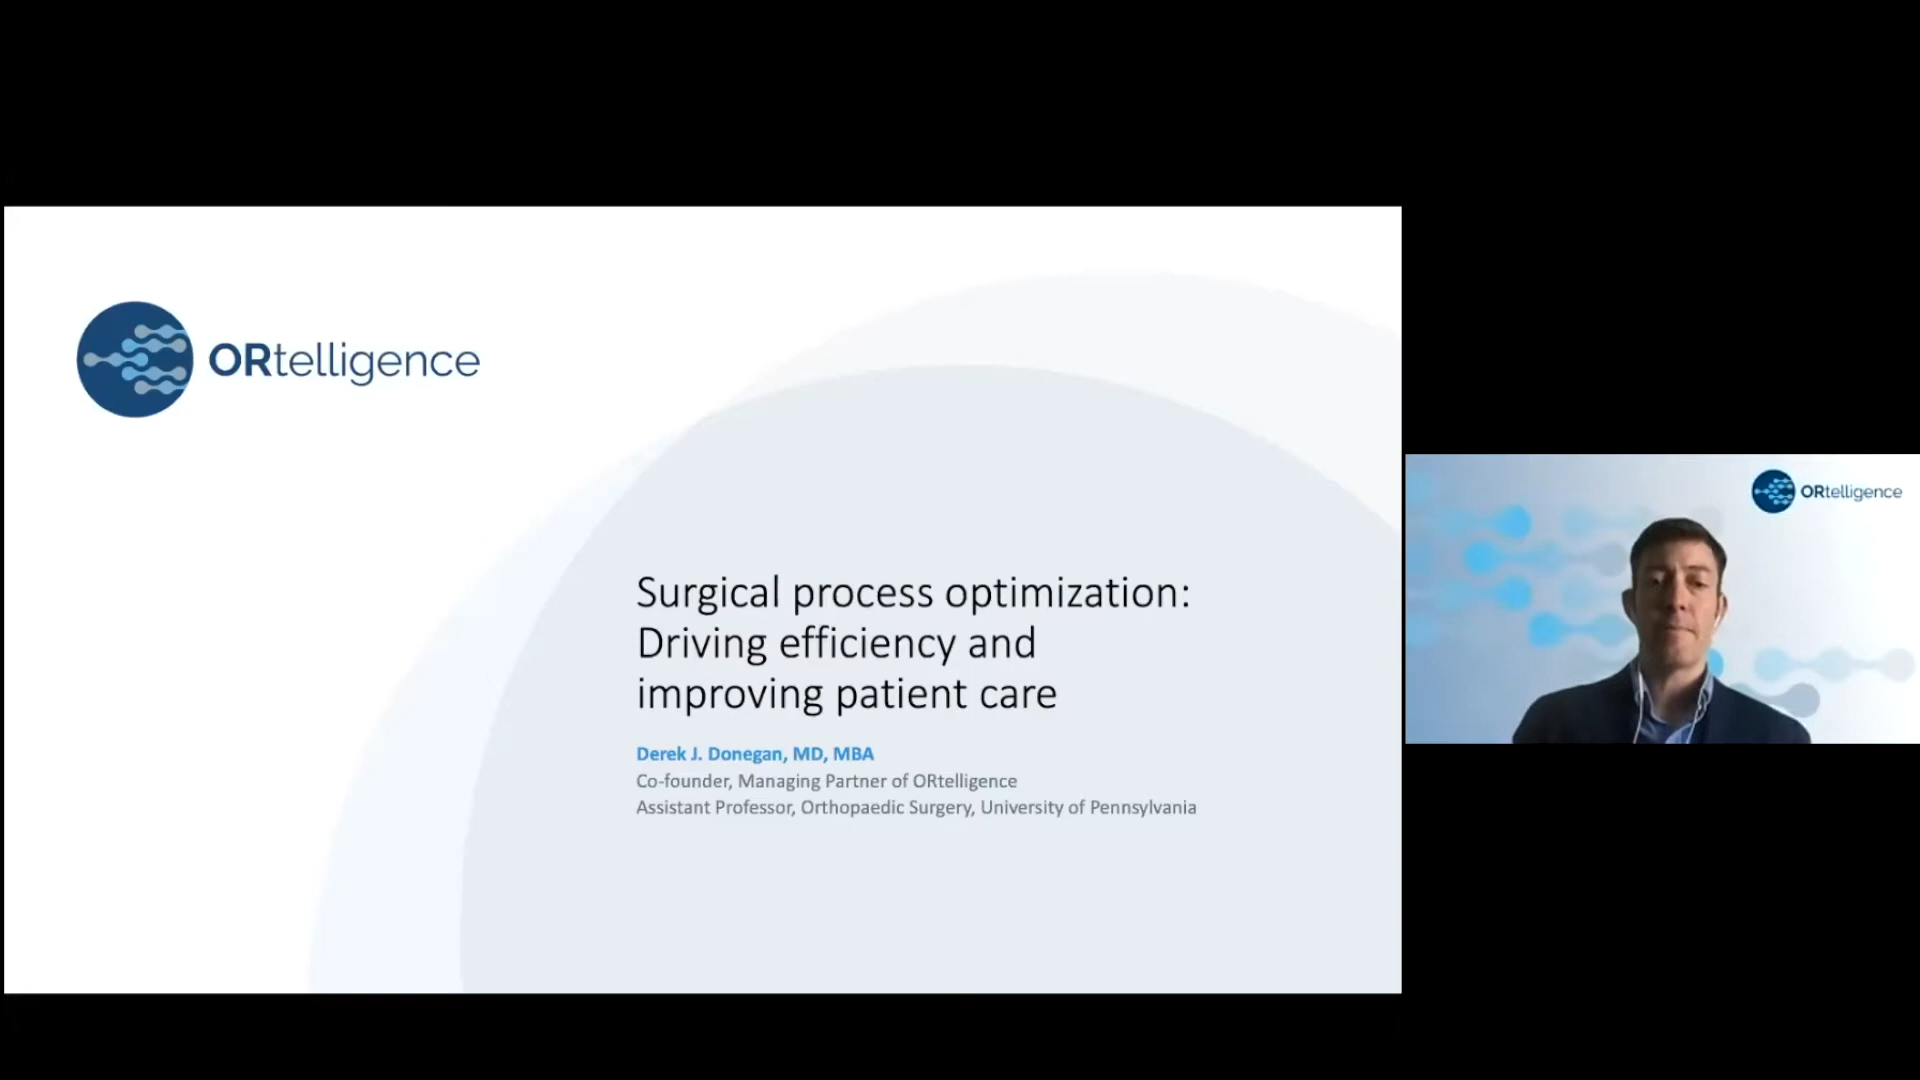 ORtelligence
Surgical process optimization:
Driving efficiency and
improving patient care
Derek J. Donegan, MD, MBA
Co-founder, Managing Partner of ORtelligence
Assistant Professor, Orthopaedic Surgery, University of Pennsylvania
ORtelligence